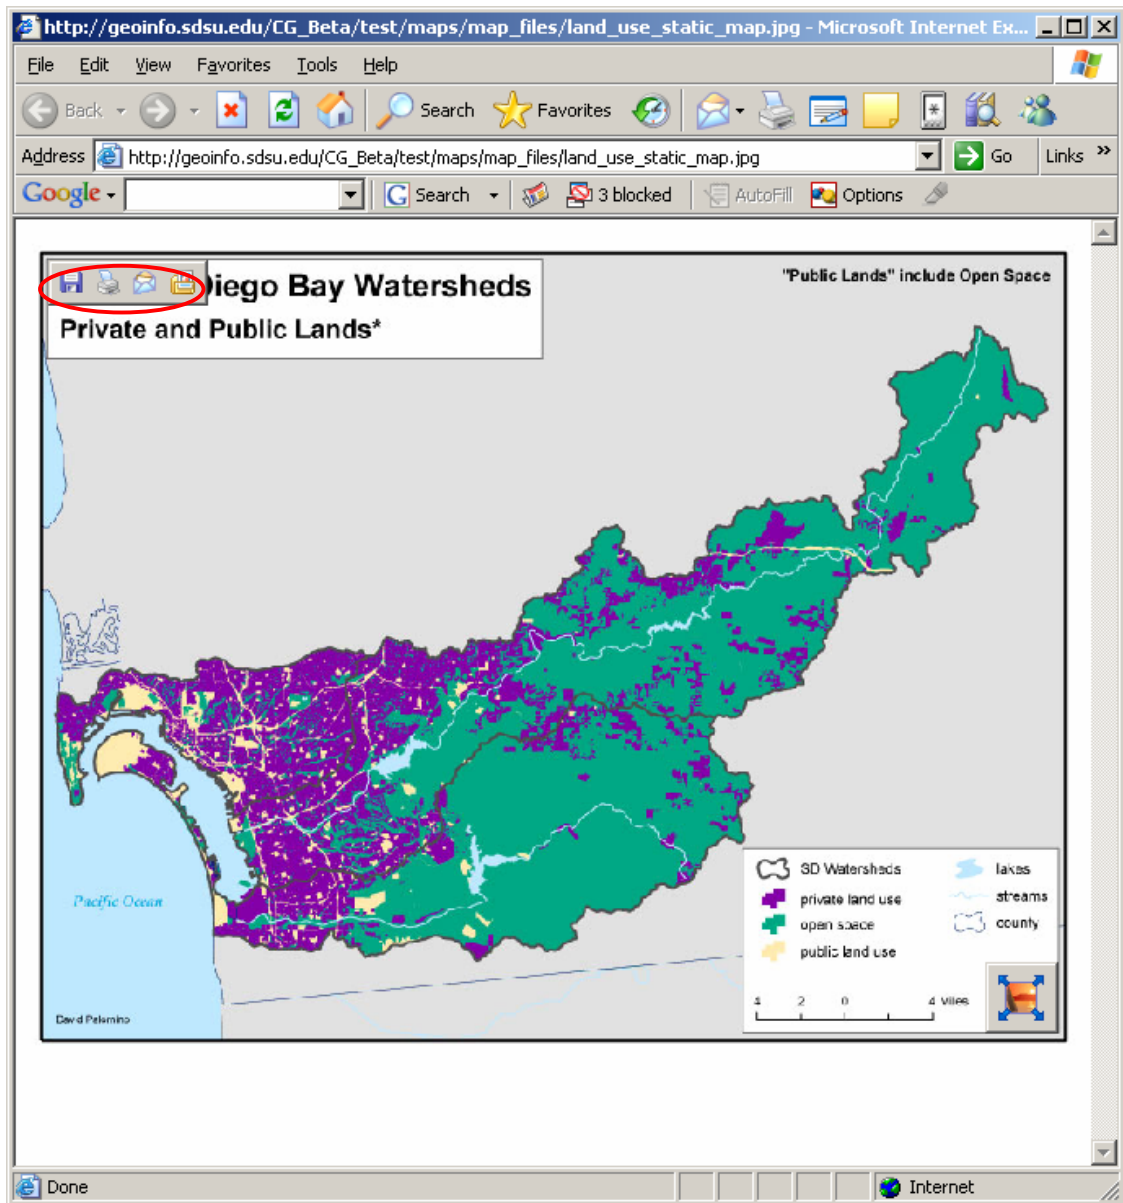 http://geoinfo.sdsu.edu/CG_Beta/test/maps/map_files/land_use_static_map.jpg - Microsoft Internet Ex...
File Edit View Favorites Tools Help
Back Search Favorites
Address http://geoinfo.sdsu.edu/CG_Beta/test/maps/map_files/land_use_static_map.jpg Go Links »
Google Search 3 blocked AutoFill Options
Diego Bay Watersheds
"Public Lands" include Open Space
Private and Public Lands*
Pacific Ocean
SD Watersheds lakes
private land use streams
open space county
public land use
4 2 0 4 Miles
David Palomino
Done Internet